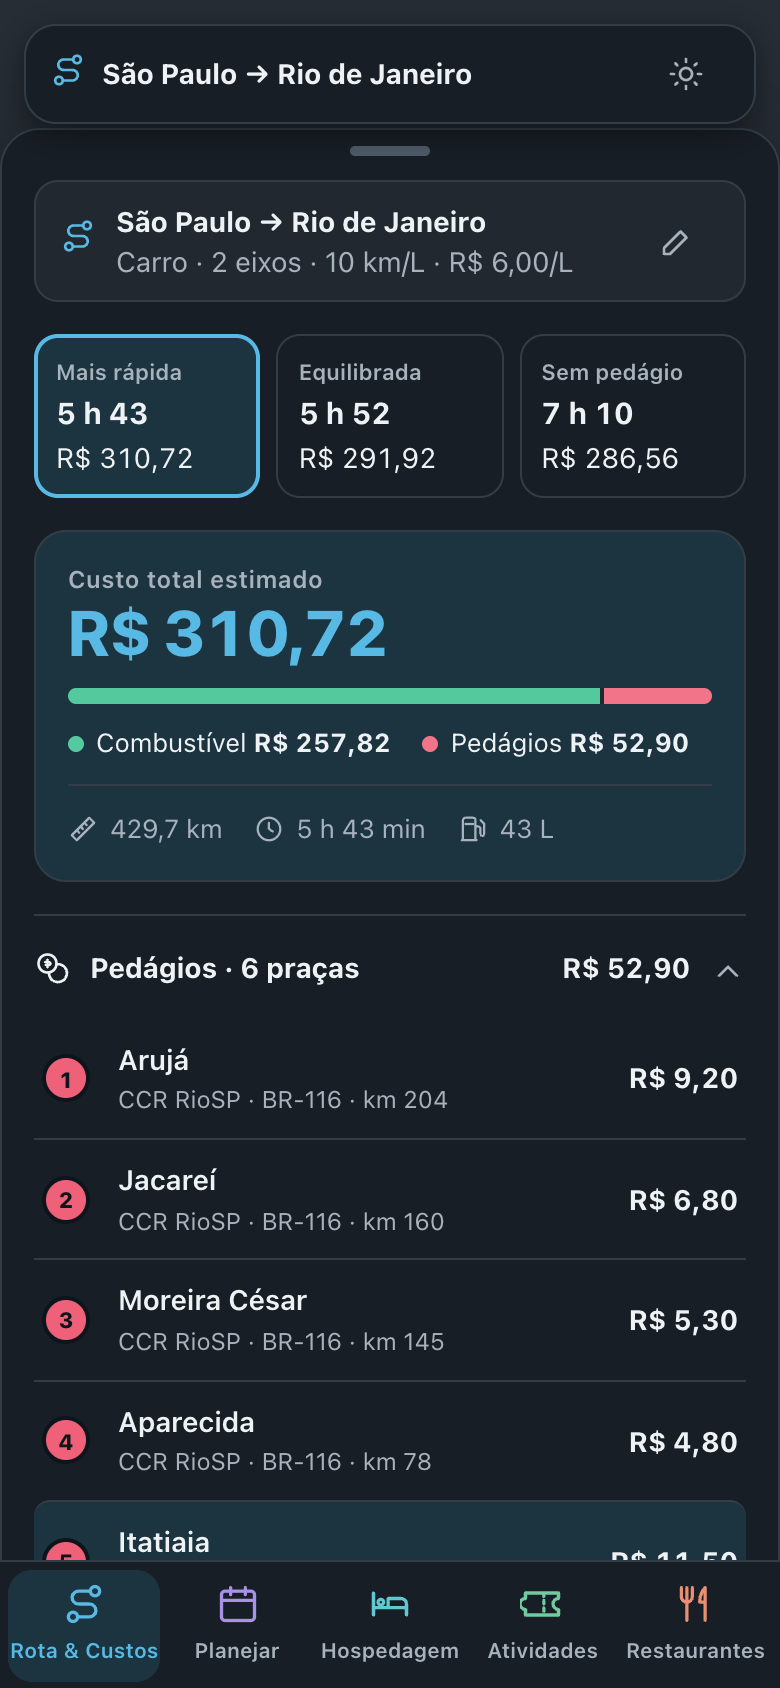 São Paulo → Rio de Janeiro
São Paulo → Rio de Janeiro
Carro · 2 eixos · 10 km/L · R$ 6,00/L
Mais rápida
5 h 43
R$ 310,72
Equilibrada
5 h 52
R$ 291,92
Sem pedágio
7 h 10
R$ 286,56
Custo total estimado
R$ 310,72
Combustível R$ 257,82 Pedágios R$ 52,90
429,7 km 5 h 43 min 43 L
Pedágios · 6 praças R$ 52,90
1 Arujá R$ 9,20
CCR RioSP · BR-116 · km 204
2 Jacareí R$ 6,80
CCR RioSP · BR-116 · km 160
3 Moreira César R$ 5,30
CCR RioSP · BR-116 · km 145
4 Aparecida R$ 4,80
CCR RioSP · BR-116 · km 78
Itatiaia
5 R$ 11,50
Rota & Custos Planejar Hospedagem Atividades Restaurantes